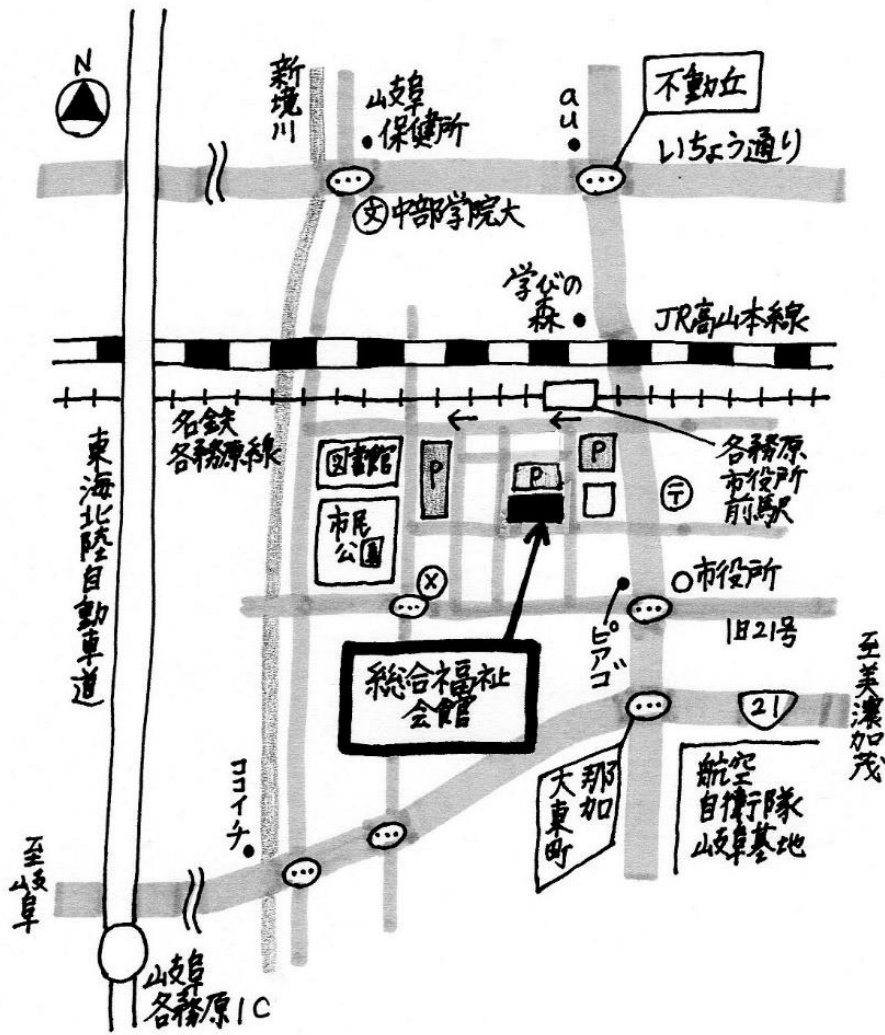 N
新境川
岐阜
保健所
au
不動丘
いちょう通り
文
中部学院大
学びの
森
JR高山本線
名鉄
各務原線
各務原
市役所
前駅
東海北陸自動車道
図書館
P
P
P
〒
市民
公園
X
市役所
ピアゴ
旧21号
総合福祉
会館
至美濃加茂
21
那加
大東町
航空
自衛隊
岐阜基地
ココイチ
至岐阜
岐阜
各務原IC